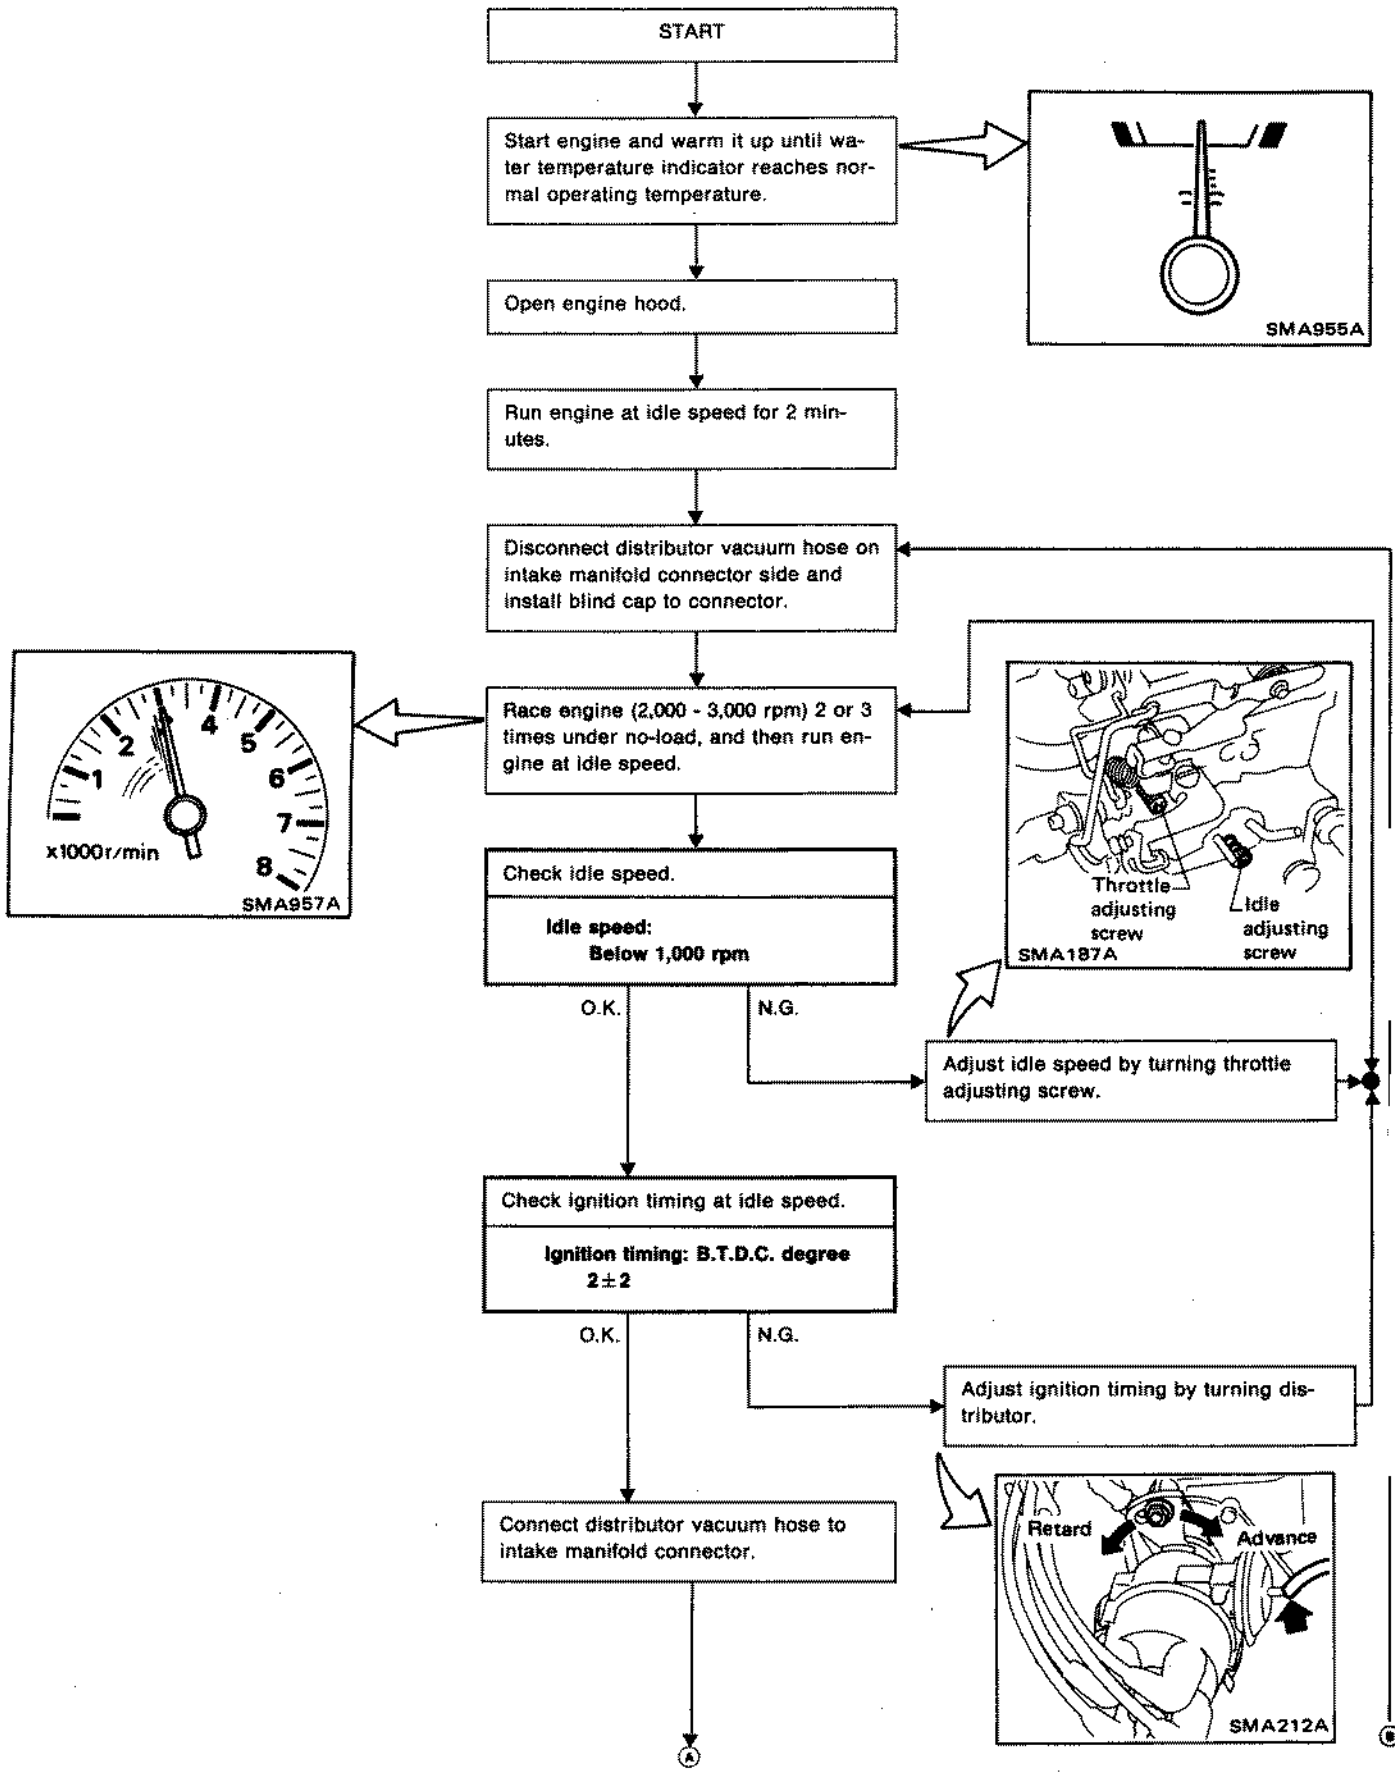 START
Start engine and warm it up until wa-
ter temperature indicator reaches nor-
mal operating temperature.
SMA955A
Open engine hood.
Run engine at idle speed for 2 min-
utes.
Disconnect distributor vacuum hose on
intake manifold connector side and
install blind cap to connector.
Race engine (2,000 - 3,000 rpm) 2 or 3
times under no-load, and then run en-
gine at idle speed.
1
2
4
5
6
7
8
x1000r/min
SMA957A
Throttle
adjusting
screw
Idle
adjusting
screw
SMA187A
Check idle speed.
Idle speed:
Below 1,000 rpm
O.K.
N.G.
Adjust idle speed by turning throttle
adjusting screw.
Check ignition timing at idle speed.
Ignition timing: B.T.D.C. degree
2±2
O.K.
N.G.
Adjust ignition timing by turning dis-
tributor.
Retard
Advance
SMA212A
Connect distributor vacuum hose to
intake manifold connector.
A